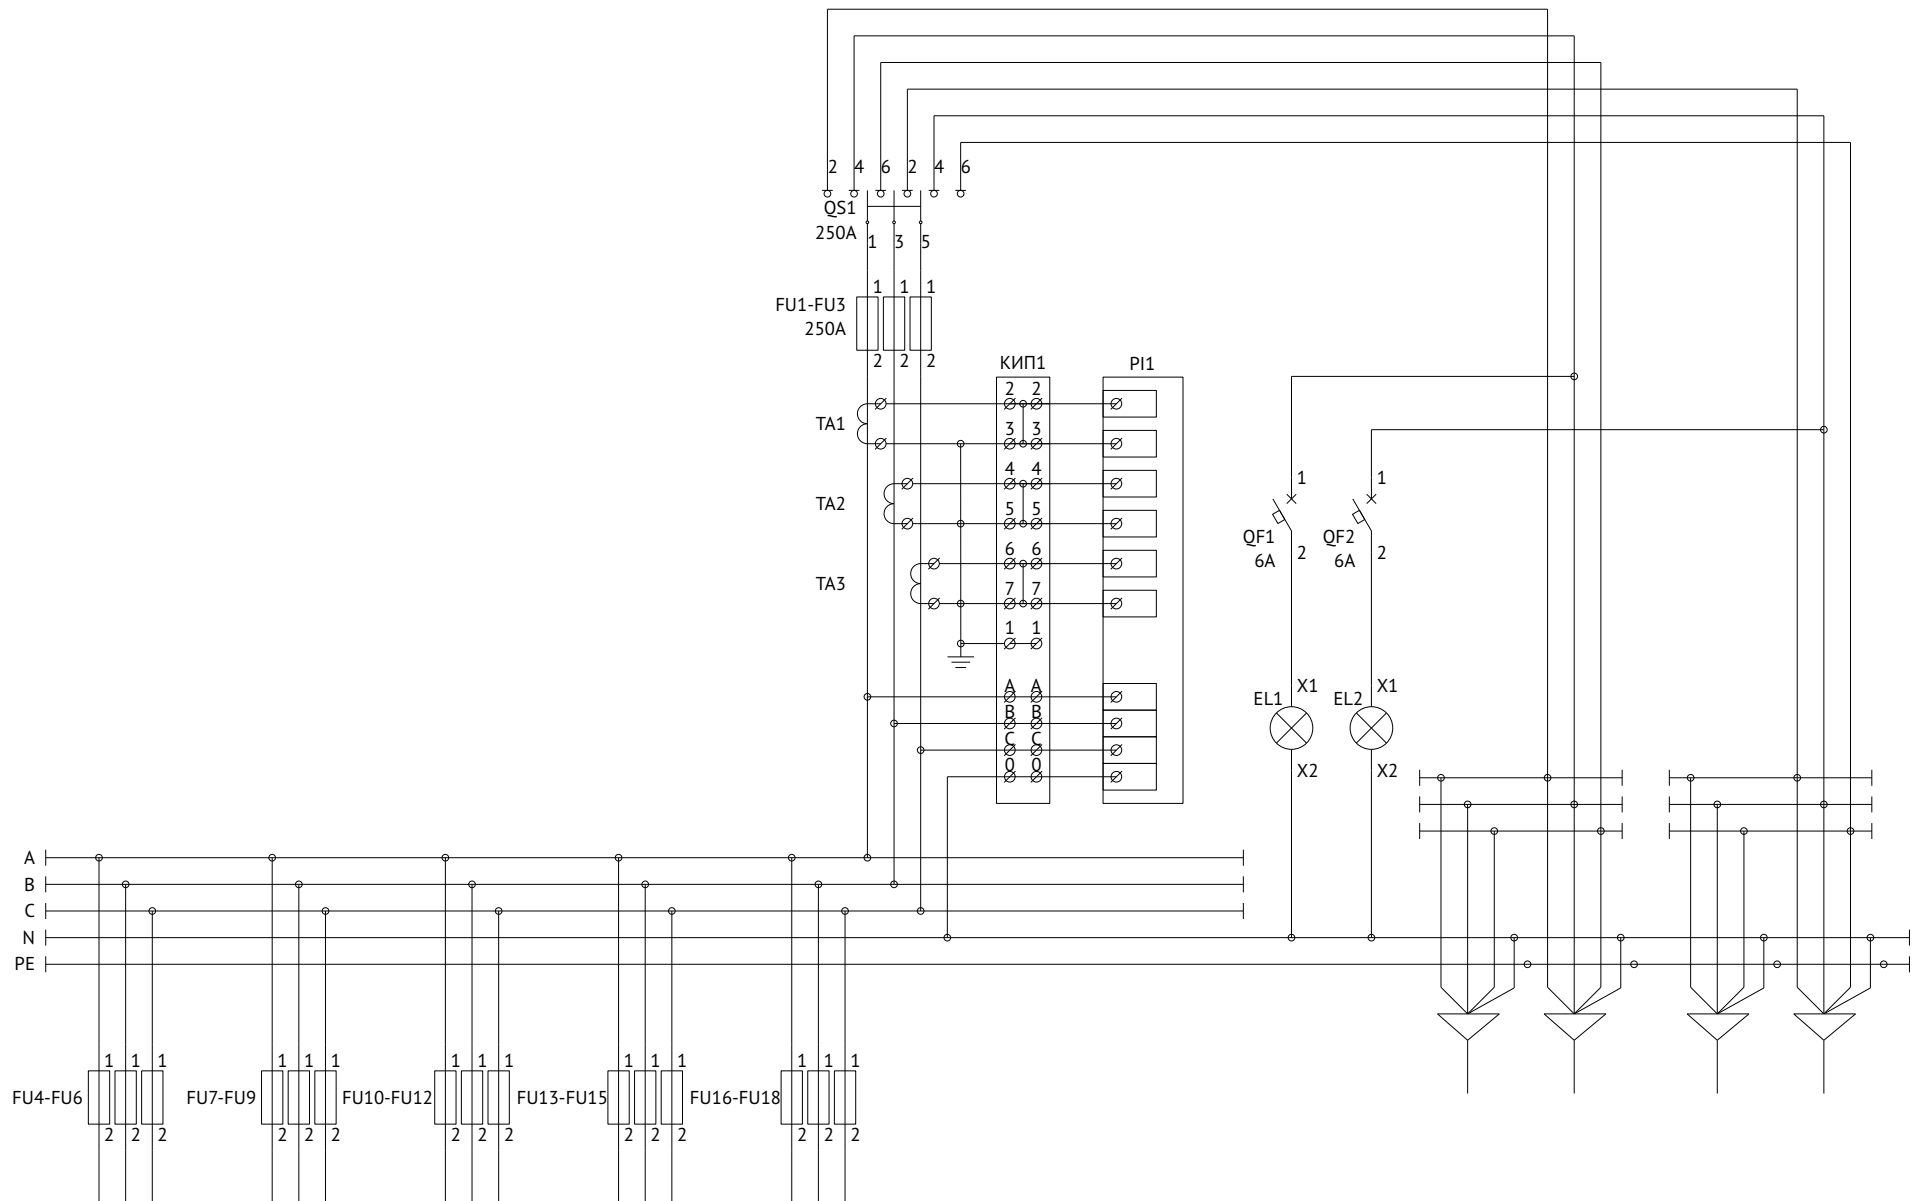 2 4 6 2 4 6
QS1
250A
1 3 5
1 1 1
FU1-FU3
250A
2 2 2
КИП1
PI1
2 2
TA1
3 3
4 4
TA2
5 5
6 6
TA3
7 7
1 1
A A
B B
C C
0 0
1 1
QF1
6A
2
QF2
6A
2
X1 X1
EL1 EL2
X2 X2
A
B
C
N
PE
1 1 1 1 1 1 1 1 1 1 1 1 1 1 1
FU4-FU6 FU7-FU9 FU10-FU12 FU13-FU15 FU16-FU18
2 2 2 2 2 2 2 2 2 2 2 2 2 2 2